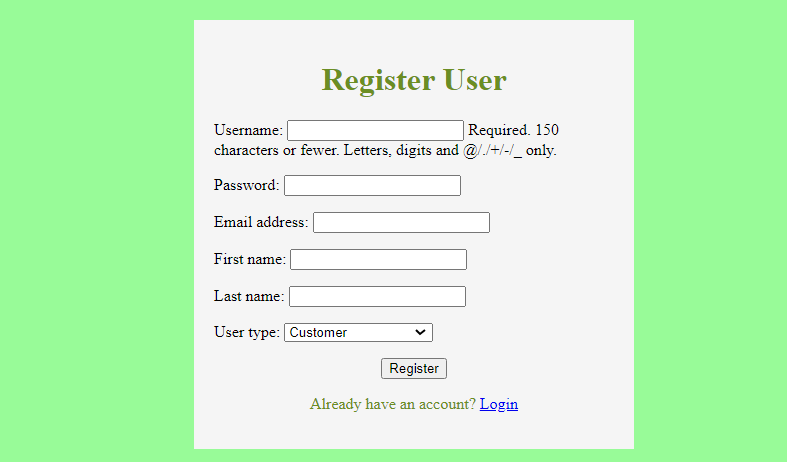 Register User
Username: Required. 150
characters or fewer. Letters, digits and @/./+/-/_ only.
Password:
Email address:
First name:
Last name:
User type: Customer
Register
Already have an account? Login